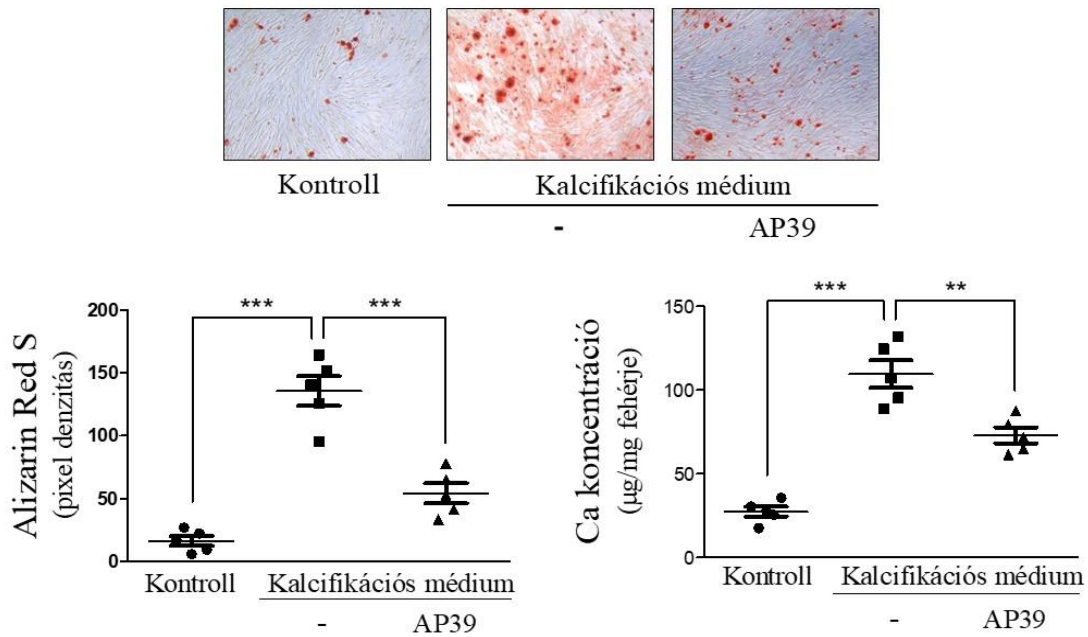 Kontroll
Kalcifikációs médium
-
AP39
Alizarin Red S
(pixel denzitás)
200
150
100
50
0
***
***
Kontroll
Kalcifikációs médium
-
AP39
Ca koncentráció
(µg/mg fehérje)
150
100
50
0
***
**
Kontroll
Kalcifikációs médium
-
AP39